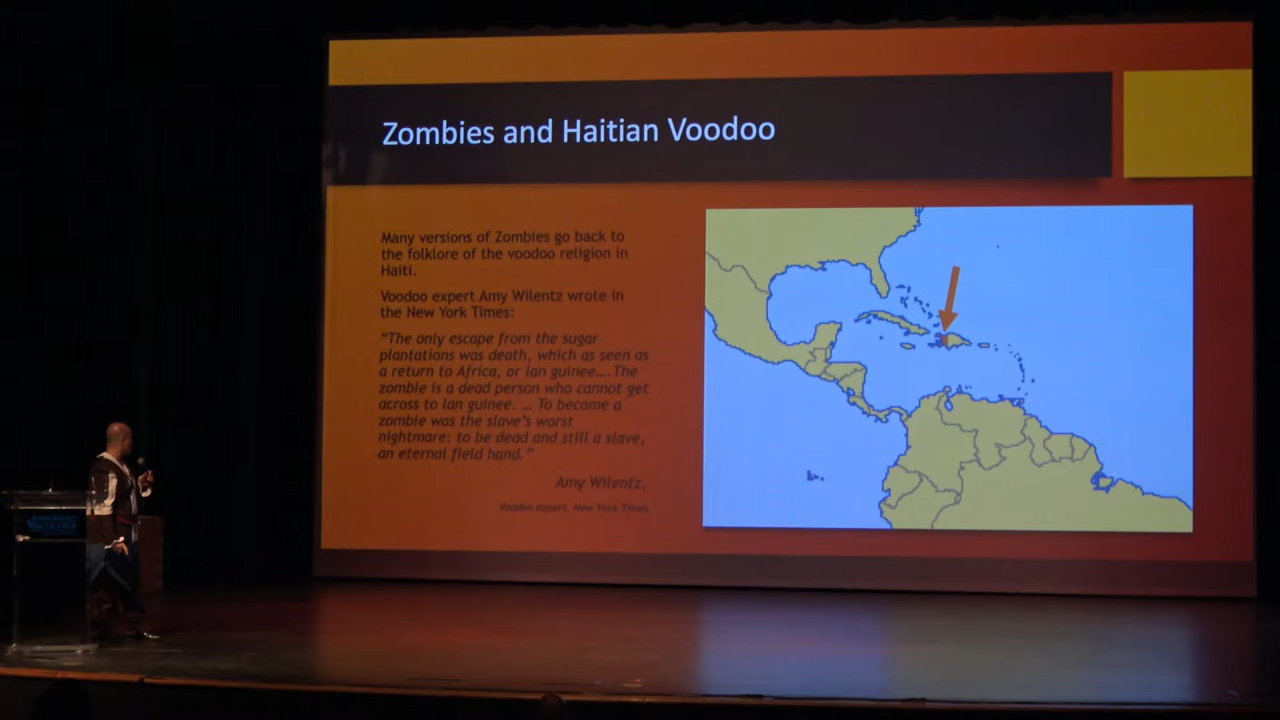 Zombies and Haitian Voodoo
Many versions of Zombies go back to
the folklore of the voodoo religion in
Haiti.
Voodoo expert Amy Wilentz wrote in
the New York Times:
“The only escape from the sugar
plantations was death, which as seen as
a return to Africa, or lan guinee....The
zombie is a dead person who cannot get
across to lan guinee. ... To become a
zombie was the slave’s worst
nightmare: to be dead and still a slave,
an eternal field hand.”
Amy Wilentz,
Voodoo expert, New York Times